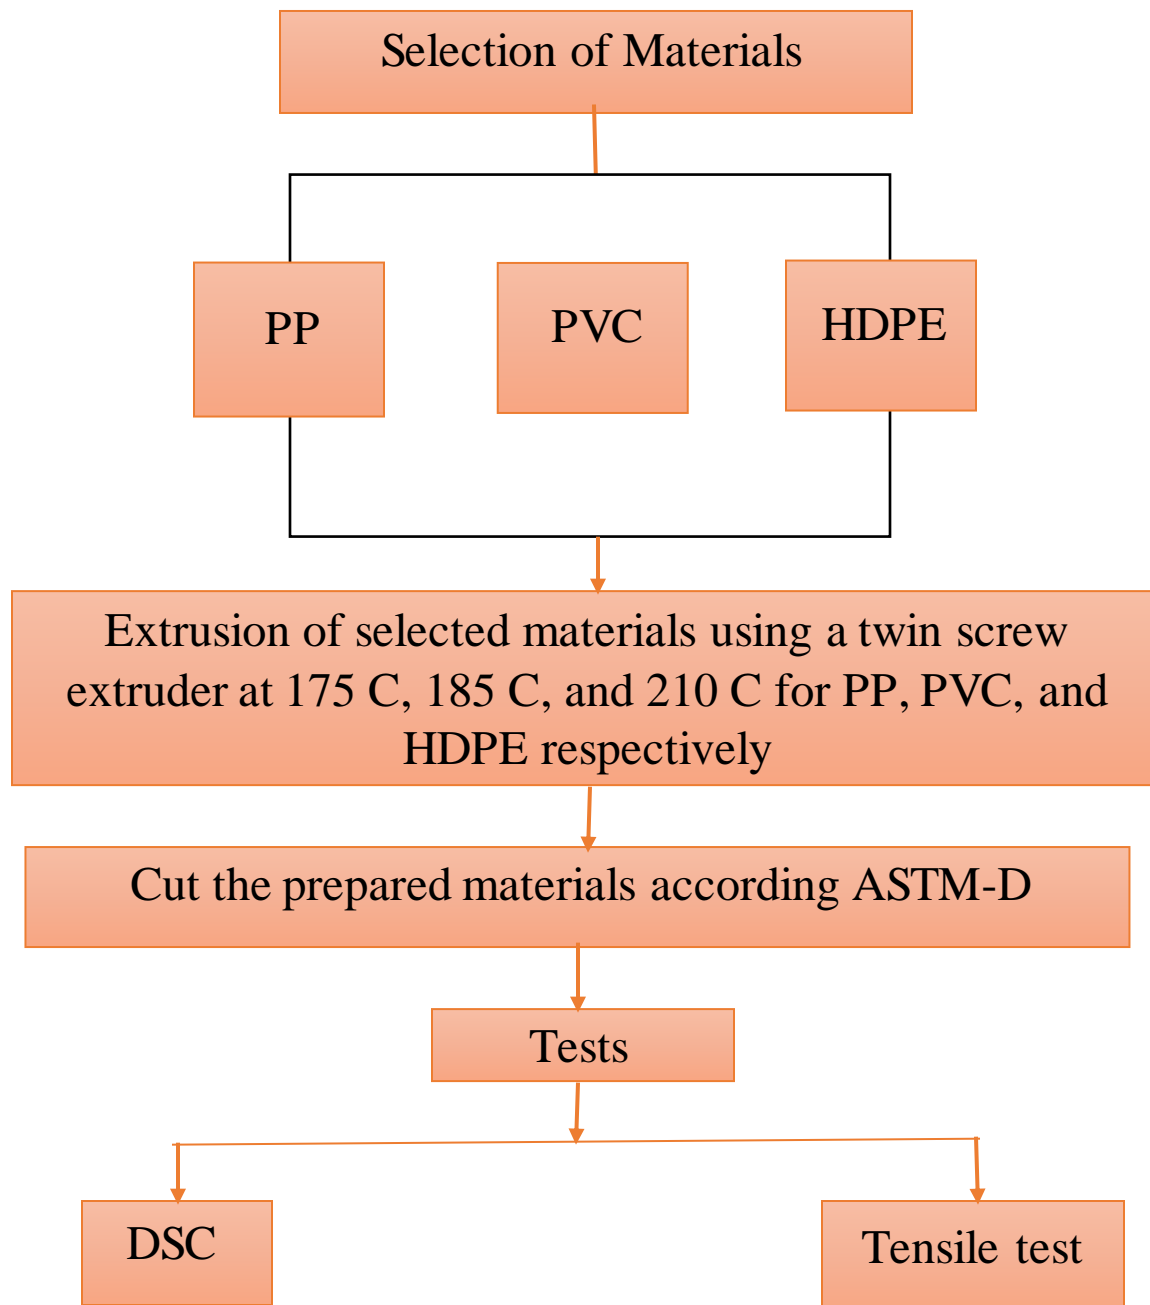 Selection of Materials
PP
PVC
HDPE
Extrusion of selected materials using a twin screw
extruder at 175 C, 185 C, and 210 C for PP, PVC, and
HDPE respectively
Cut the prepared materials according ASTM-D
Tests
DSC
Tensile test